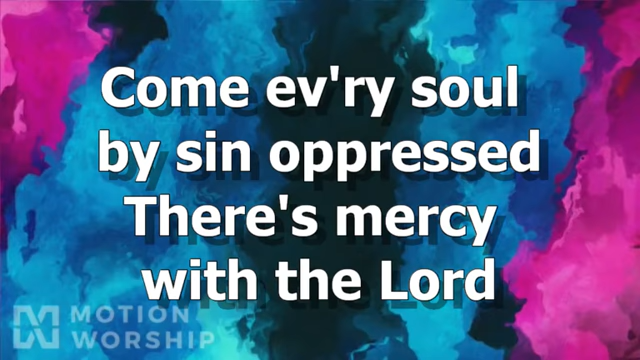 Come ev'ry soul
by sin oppressed
There's mercy
with the Lord
MOTION
WORSHIP